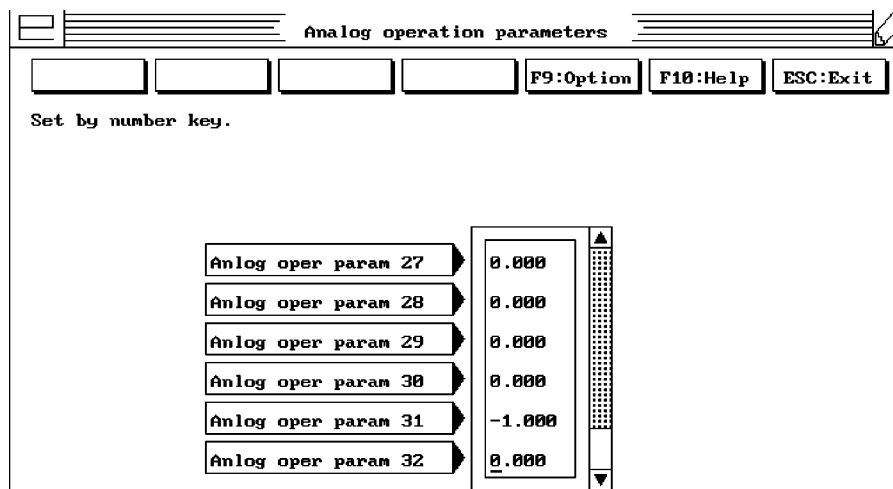 Analog operation parameters
F9:Option F10:Help ESC:Exit
Set by number key.
Anlog oper param 27 0.000
Anlog oper param 28 0.000
Anlog oper param 29 0.000
Anlog oper param 30 0.000
Anlog oper param 31 -1.000
Anlog oper param 32 0.000